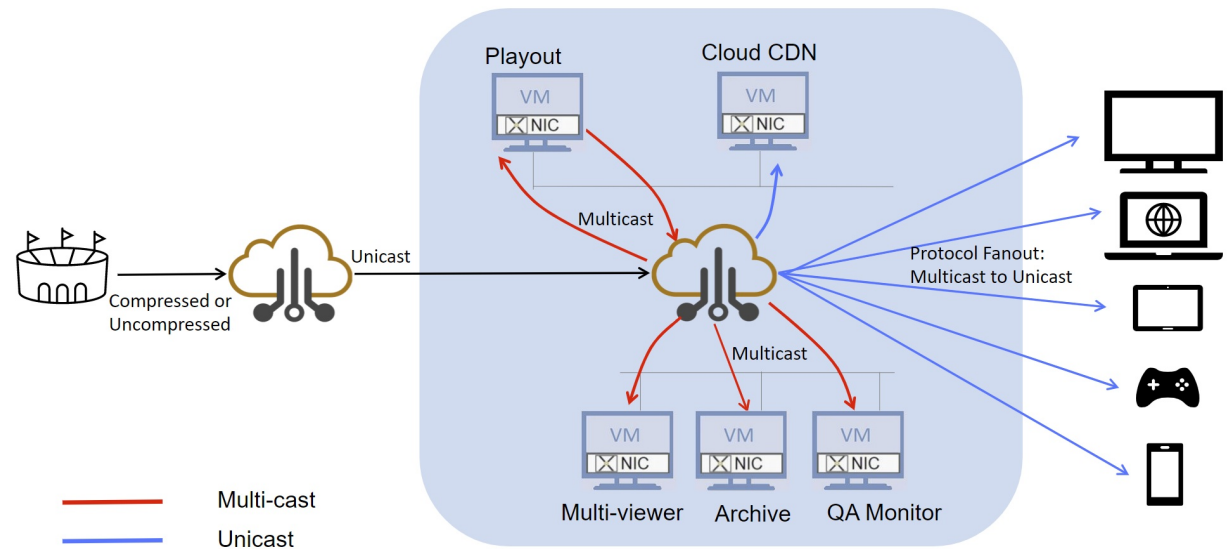 Playout
Cloud CDN
VM
NIC
VM
NIC
Multicast
Unicast
Compressed or
Uncompressed
Protocol Fanout:
Multicast to Unicast
Multicast
VM
NIC
VM
NIC
VM
NIC
Multi-viewer
Archive
QA Monitor
Multi-cast
Unicast